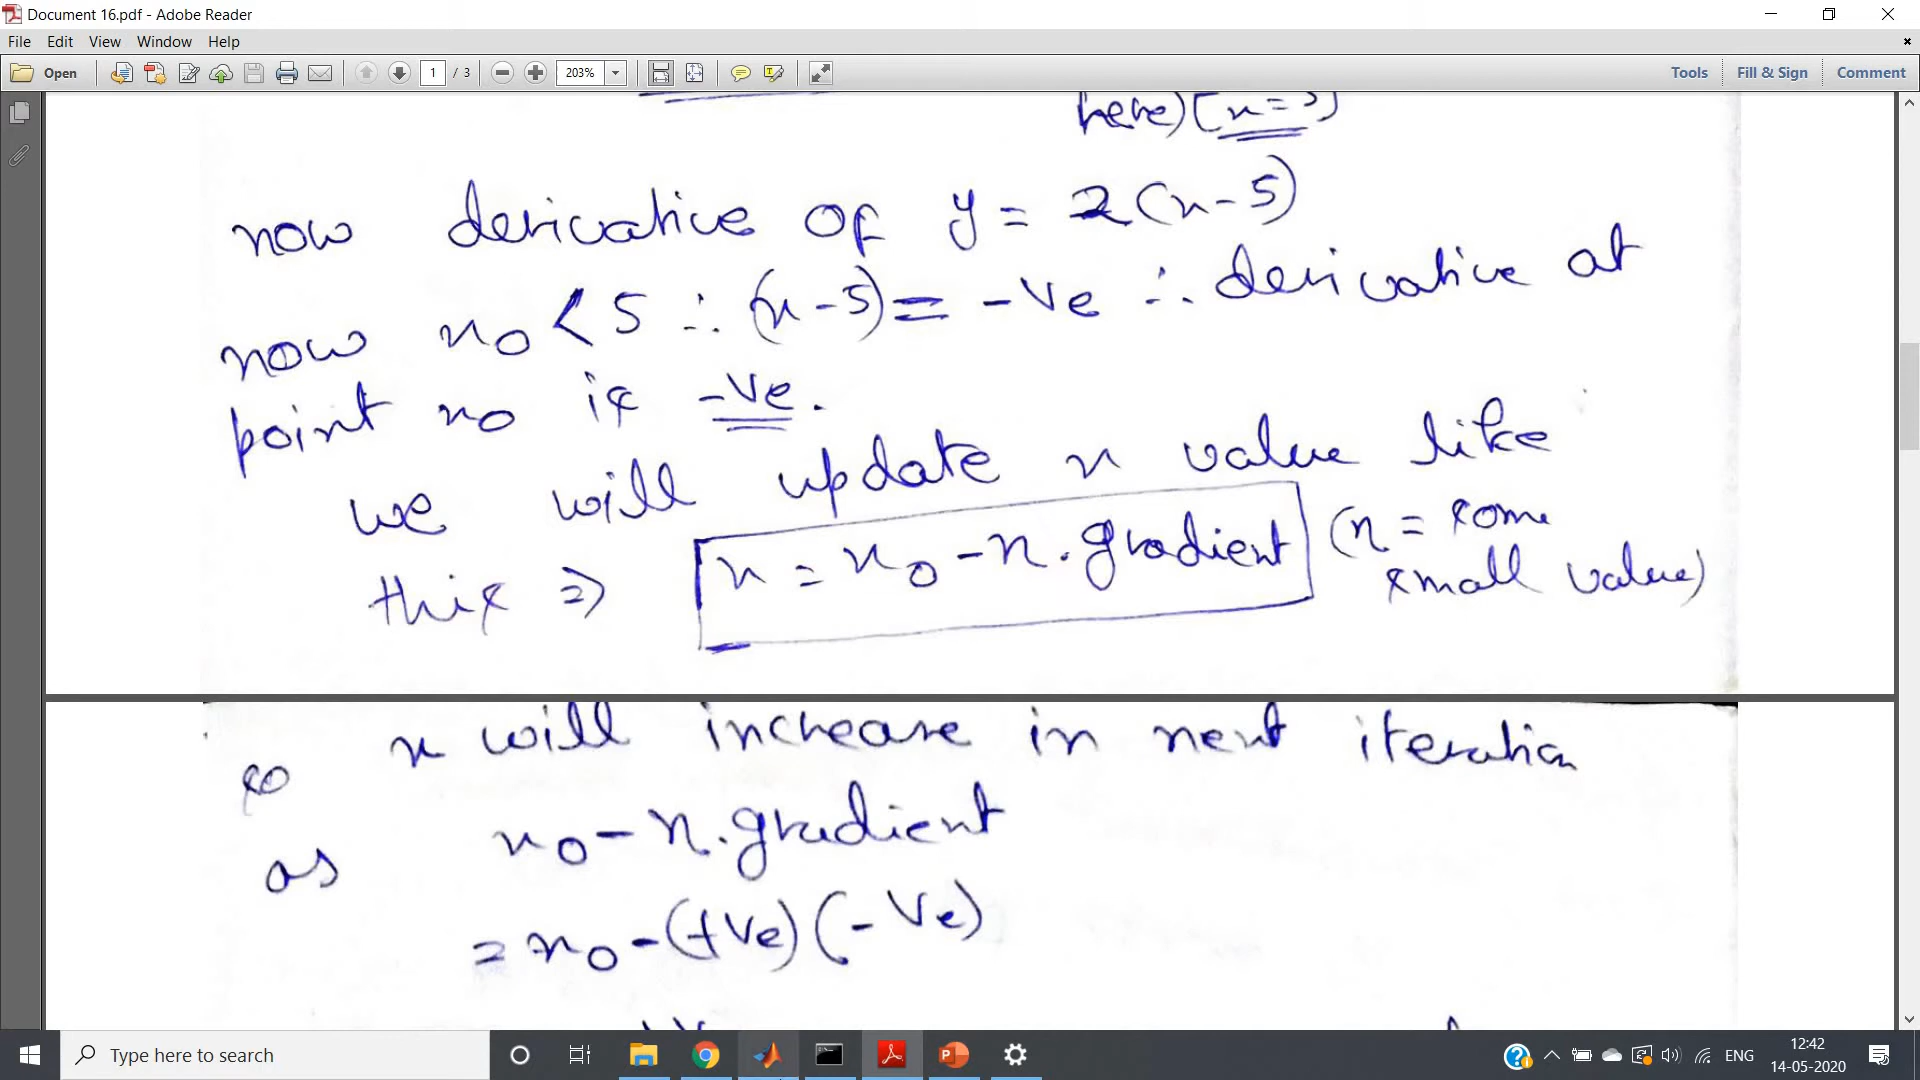 Document 16.pdf - Adobe Reader
File Edit View Window Help
Open 1 / 3 203% Tools Fill & Sign Comment
here)
now derivative of y = 2(x-5)
now x0 < 5 ∴ (x-5) = -ve ∴ derivative at
point x0 is -ve.
we will update x value like
this ⇒ x = x0 - n.gradient (n = some
small value)
so x will increase in next iteration
as x0 - n.gradient
= x0 - (+ve)(-ve)
Type here to search
ENG
12:42
14-05-2020